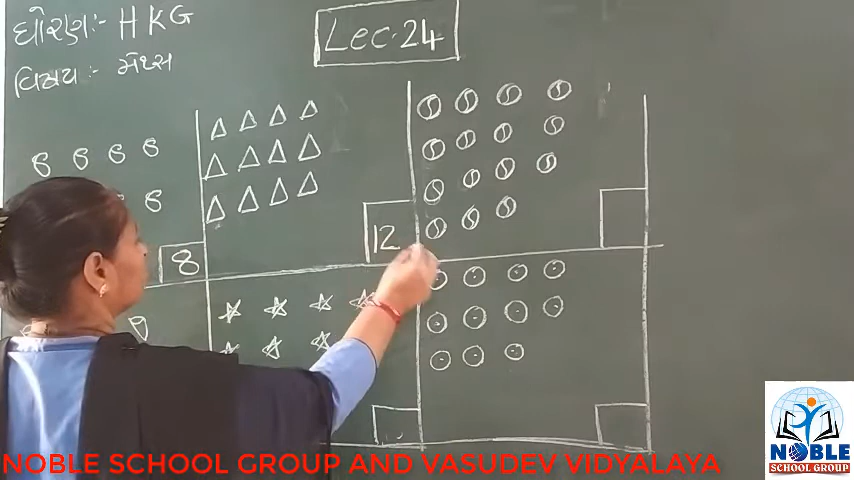 ધોરણ:- HKG
Lec.24
વિષય:- મેથ્સ
8
12
NOBLE SCHOOL GROUP AND VASUDEV VIDYALAYA
NOBLE
SCHOOL GROUP